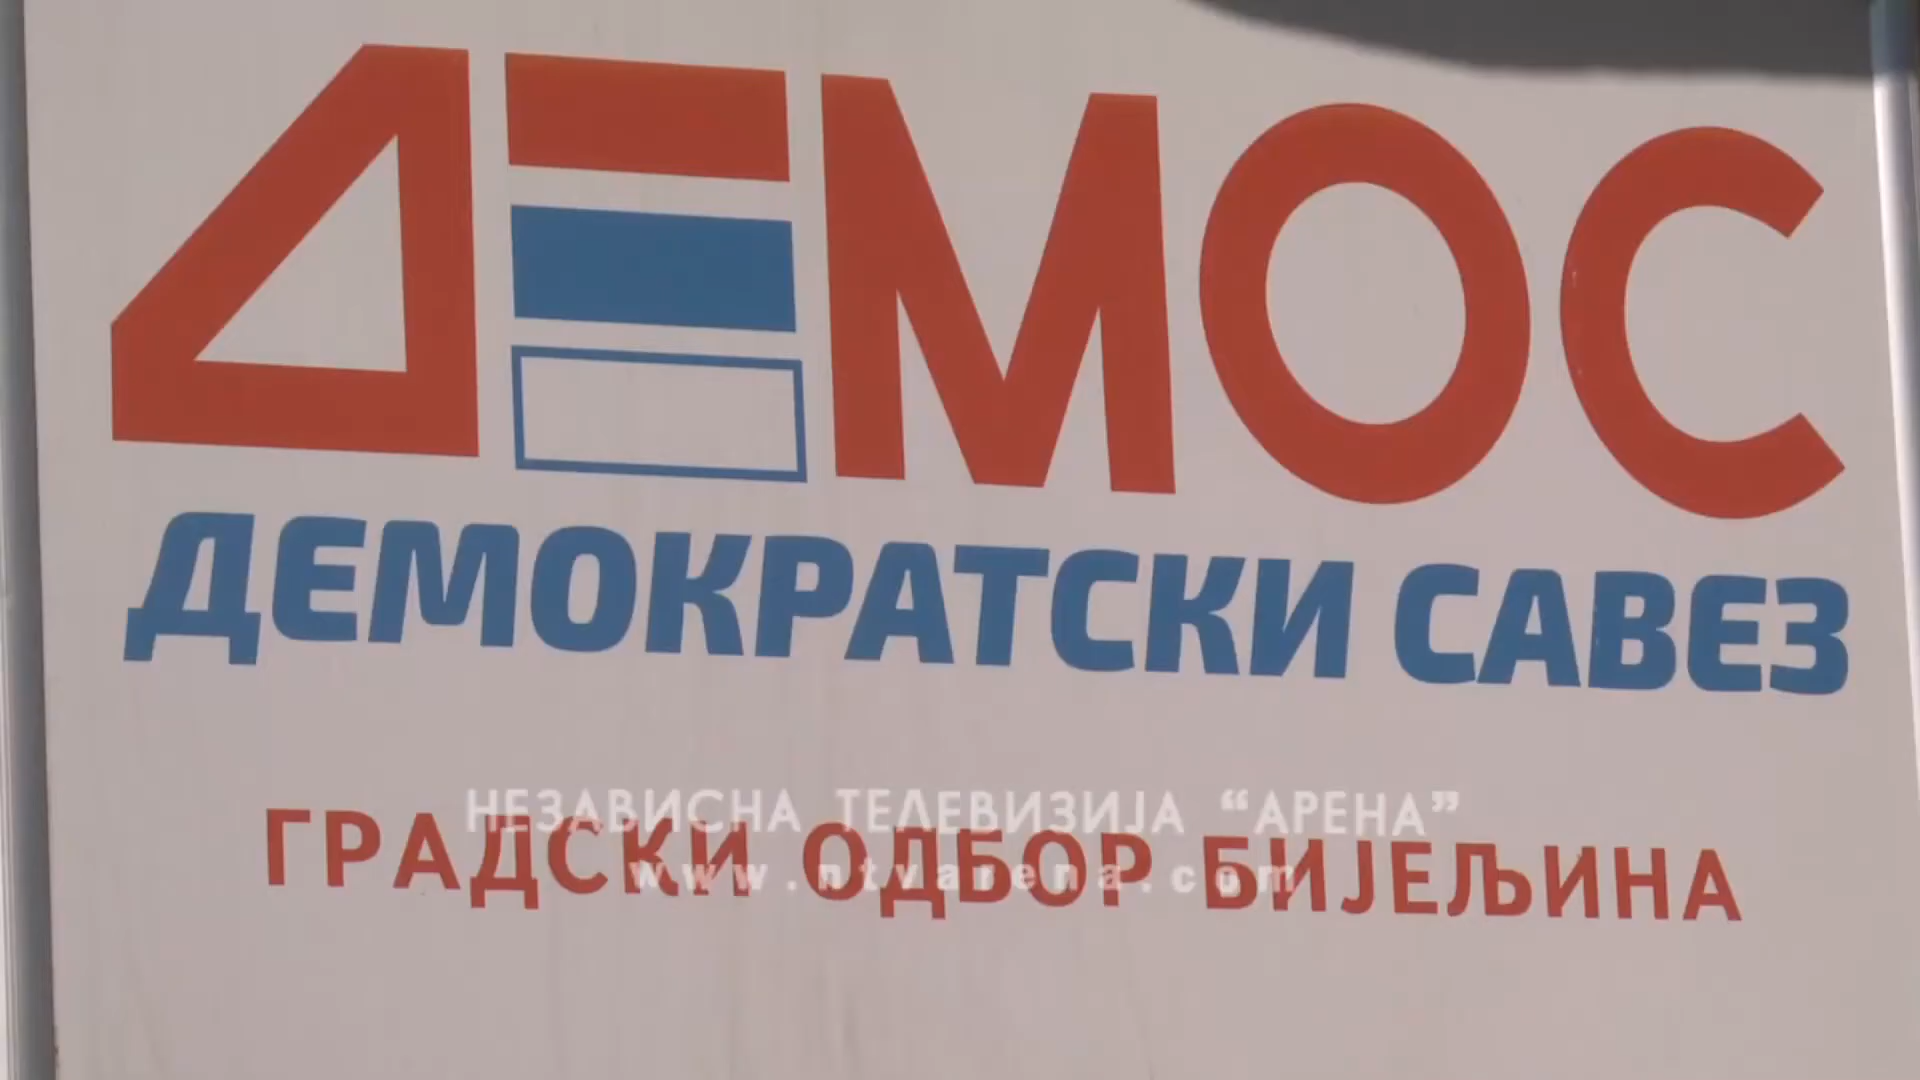 ДЕМОС
ДЕМОКРАТСКИ САВЕЗ
НЕЗАВИСНА ТЕЛЕВИЗИЈА “АРЕНА”
ГРАДСКИ ОДБОР БИЈЕЉИНА
www.ntvarena.com